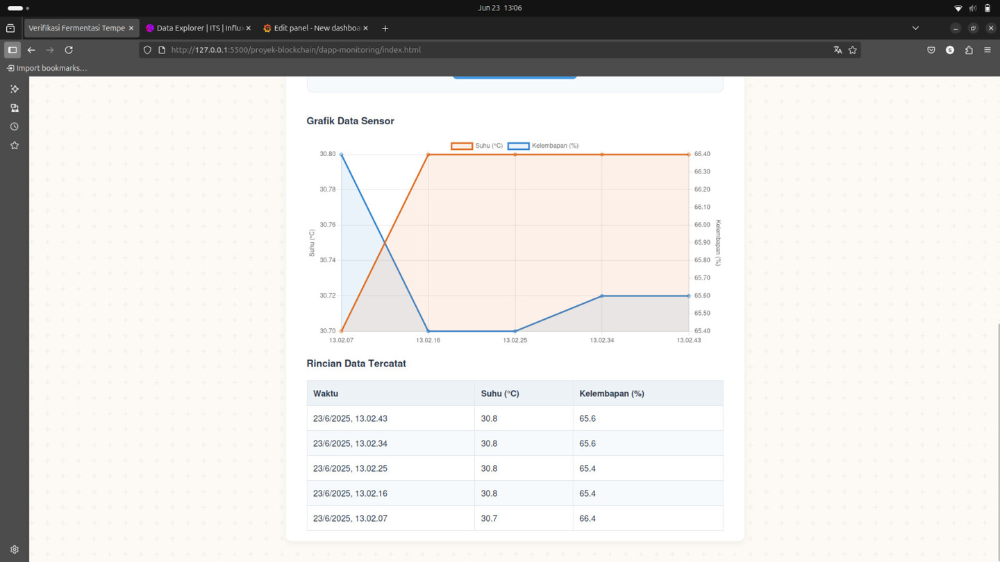 Jun 23 13:06
Verifikasi Fermentasi Tempe
Data Explorer | ITS | Influx
Edit panel - New dashboa
http://127.0.0.1:5500/proyek-blockchain/dapp-monitoring/index.html
S
Import bookmarks...
Grafik Data Sensor
Suhu (°C) Kelembapan (%)
30.80 66.40
66.30
30.78 66.20
66.10
30.76 66.00
65.90
30.74 65.80
65.70
30.72 65.60
65.50
30.70 65.40
Suhu (°C)
Kelembapan (%)
13.02.07 13.02.16 13.02.25 13.02.34 13.02.43
Rincian Data Tercatat
Waktu Suhu (°C) Kelembapan (%)
23/6/2025, 13.02.43 30.8 65.6
23/6/2025, 13.02.34 30.8 65.6
23/6/2025, 13.02.25 30.8 65.4
23/6/2025, 13.02.16 30.8 65.4
23/6/2025, 13.02.07 30.7 66.4